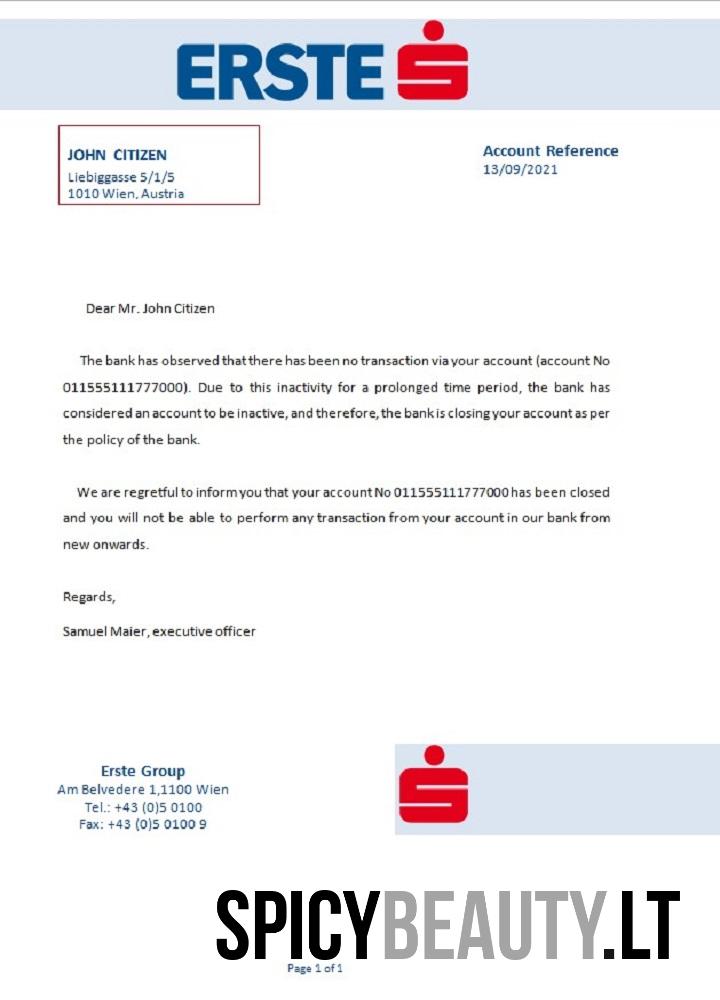 ERSTE
JOHN CITIZEN
Liebiggasse 5/1/5
1010 Wien, Austria
Account Reference
13/09/2021
Dear Mr. John Citizen
The bank has observed that there has been no transaction via your account (account No
011555111777000). Due to this inactivity for a prolonged time period, the bank has
considered an account to be inactive, and therefore, the bank is closing your account as per
the policy of the bank.
We are regretful to inform you that your account No 011555111777000 has been closed
and you will not be able to perform any transaction from your account in our bank from
new onwards.
Regards,
Samuel Maier, executive officer
Erste Group
Am Belvedere 1,1100 Wien
Tel.: +43 (0)5 0100
Fax: +43 (0)5 0100 9
SPICYBEAUTY.LT
Page 1 of 1